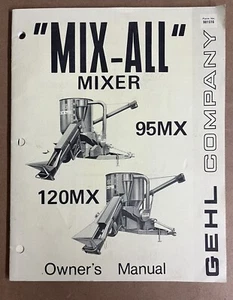 "MIX-ALL"
MIXER
95MX
120MX
Owner's Manual
GEHL COMPANY